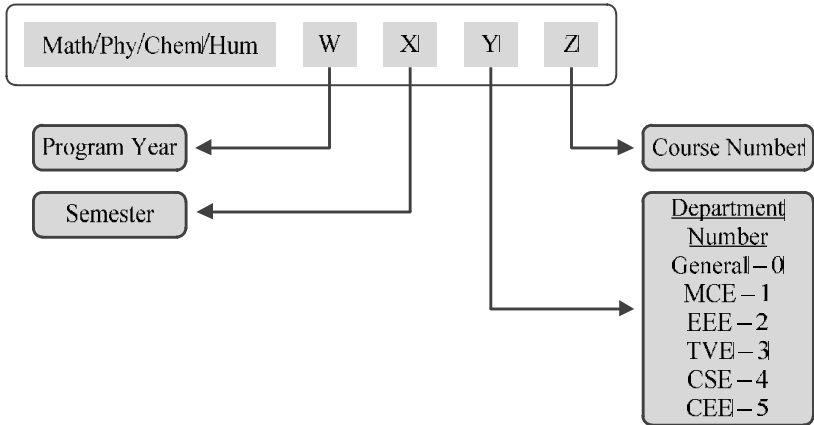 Math/Phy/Chem/Hum W X Y Z
Program Year
Course Number
Semester
Department
Number
General – 0
MCE – 1
EEE – 2
TVE – 3
CSE – 4
CEE – 5